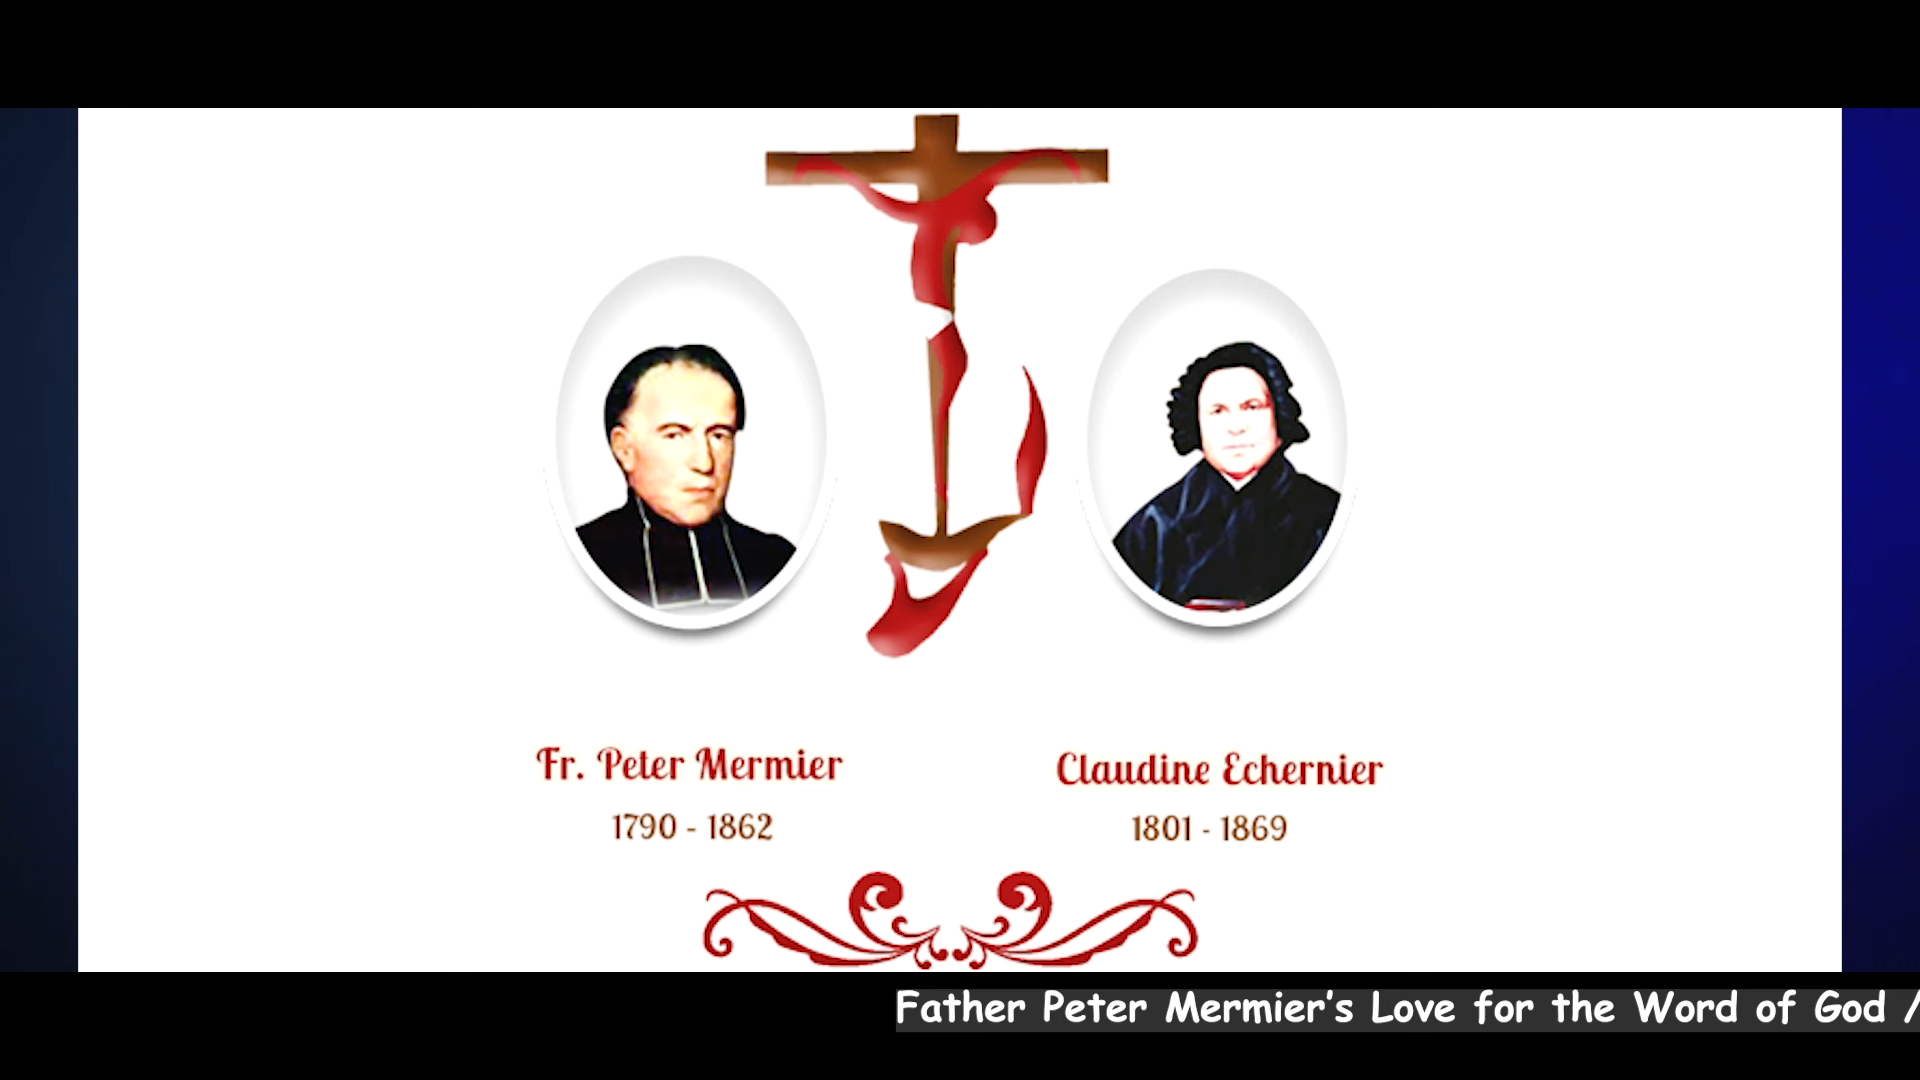 Fr. Peter Mermier
1790 - 1862
Claudine Echernier
1801 - 1869
Father Peter Mermier's Love for the Word of God /